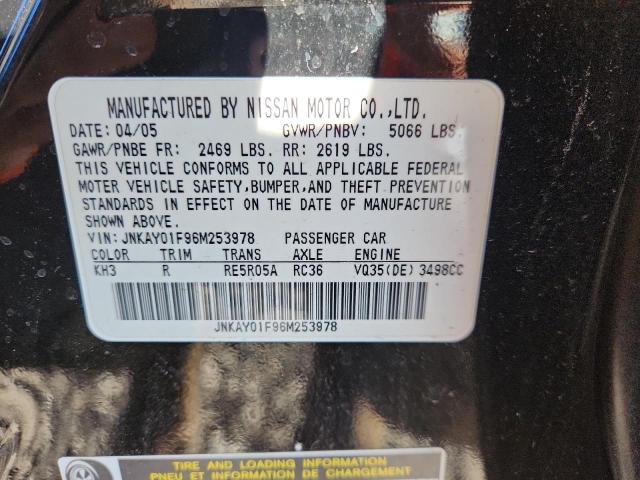 MANUFACTURED BY NISSAN MOTOR CO.,LTD.
DATE: 04/05 GVWR/PNBV: 5066 LBS.
GAWR/PNBE FR: 2469 LBS. RR: 2619 LBS.
THIS VEHICLE CONFORMS TO ALL APPLICABLE FEDERAL
MOTER VEHICLE SAFETY,BUMPER,AND THEFT PREVENTION
STANDARDS IN EFFECT ON THE DATE OF MANUFACTURE
SHOWN ABOVE.
VIN: JNKAY01F96M253978 PASSENGER CAR
COLOR TRIM TRANS AXLE ENGINE
KH3 R RE5R05A RC36 VQ35(DE) 3498CC
JNKAY01F96M253978
TIRE AND LOADING INFORMATION
PNEU ET INFORMATION DE CHARGEMENT